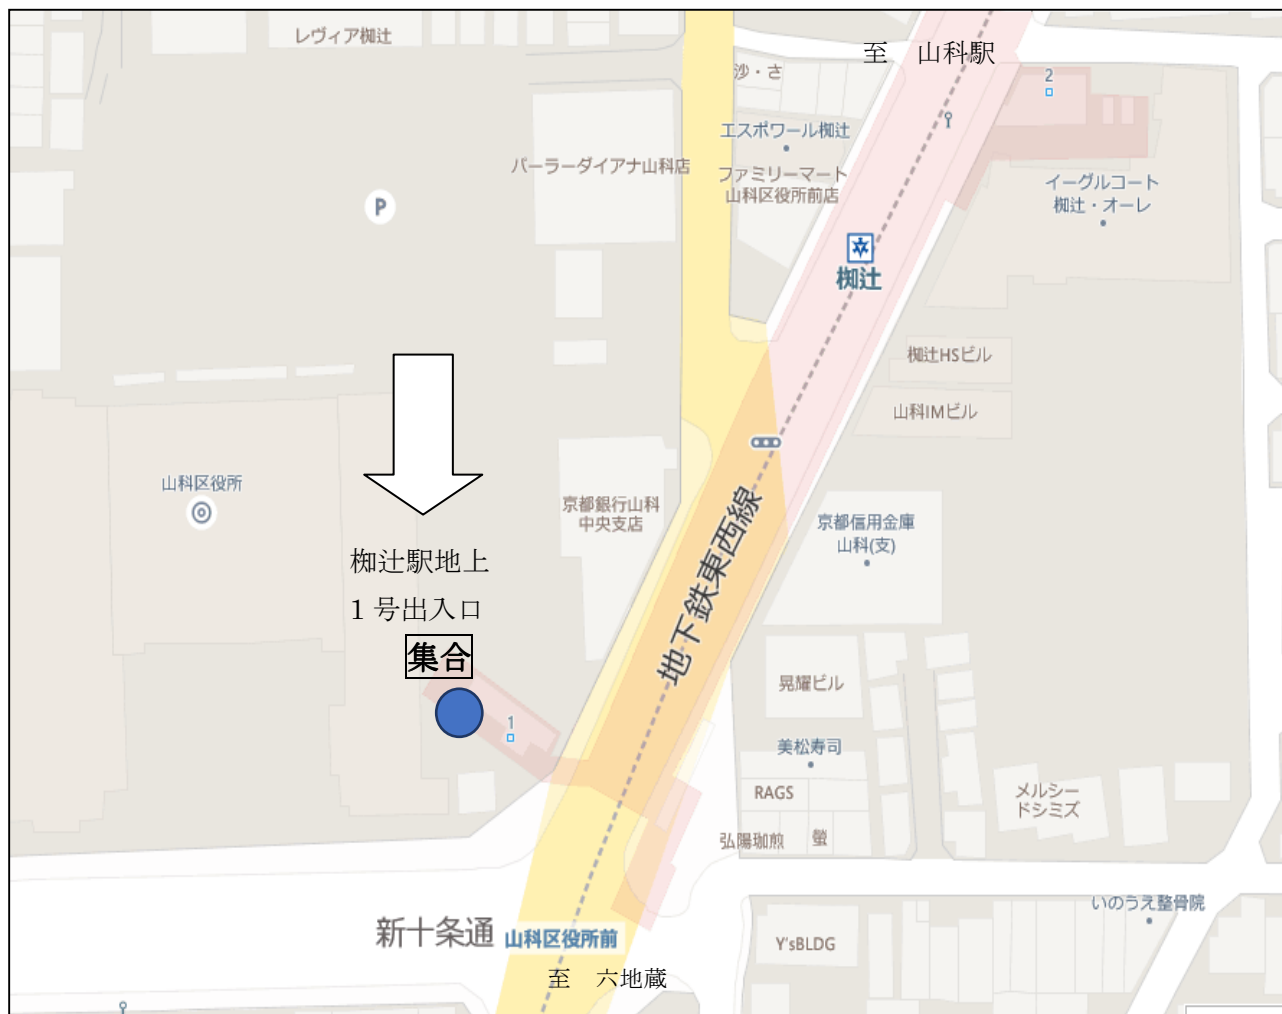 レヴィア椥辻
至　山科駅
沙・さ
2
エスポワール椥辻
パーラーダイアナ山科店
ファミリーマート
山科区役所前店
イーグルコート
椥辻・オーレ
P
椥辻
椥辻HSビル
山科IMビル
山科区役所
京都銀行山科
中央支店
京都信用金庫
山科(支)
地下鉄東西線
椥辻駅地上
１号出入口
集合
1
晃耀ビル
美松寿司
RAGS
メルシー
ドシミズ
弘陽珈煎
螢
いのうえ整骨院
新十条通
山科区役所前
Y'sBLDG
至　六地蔵